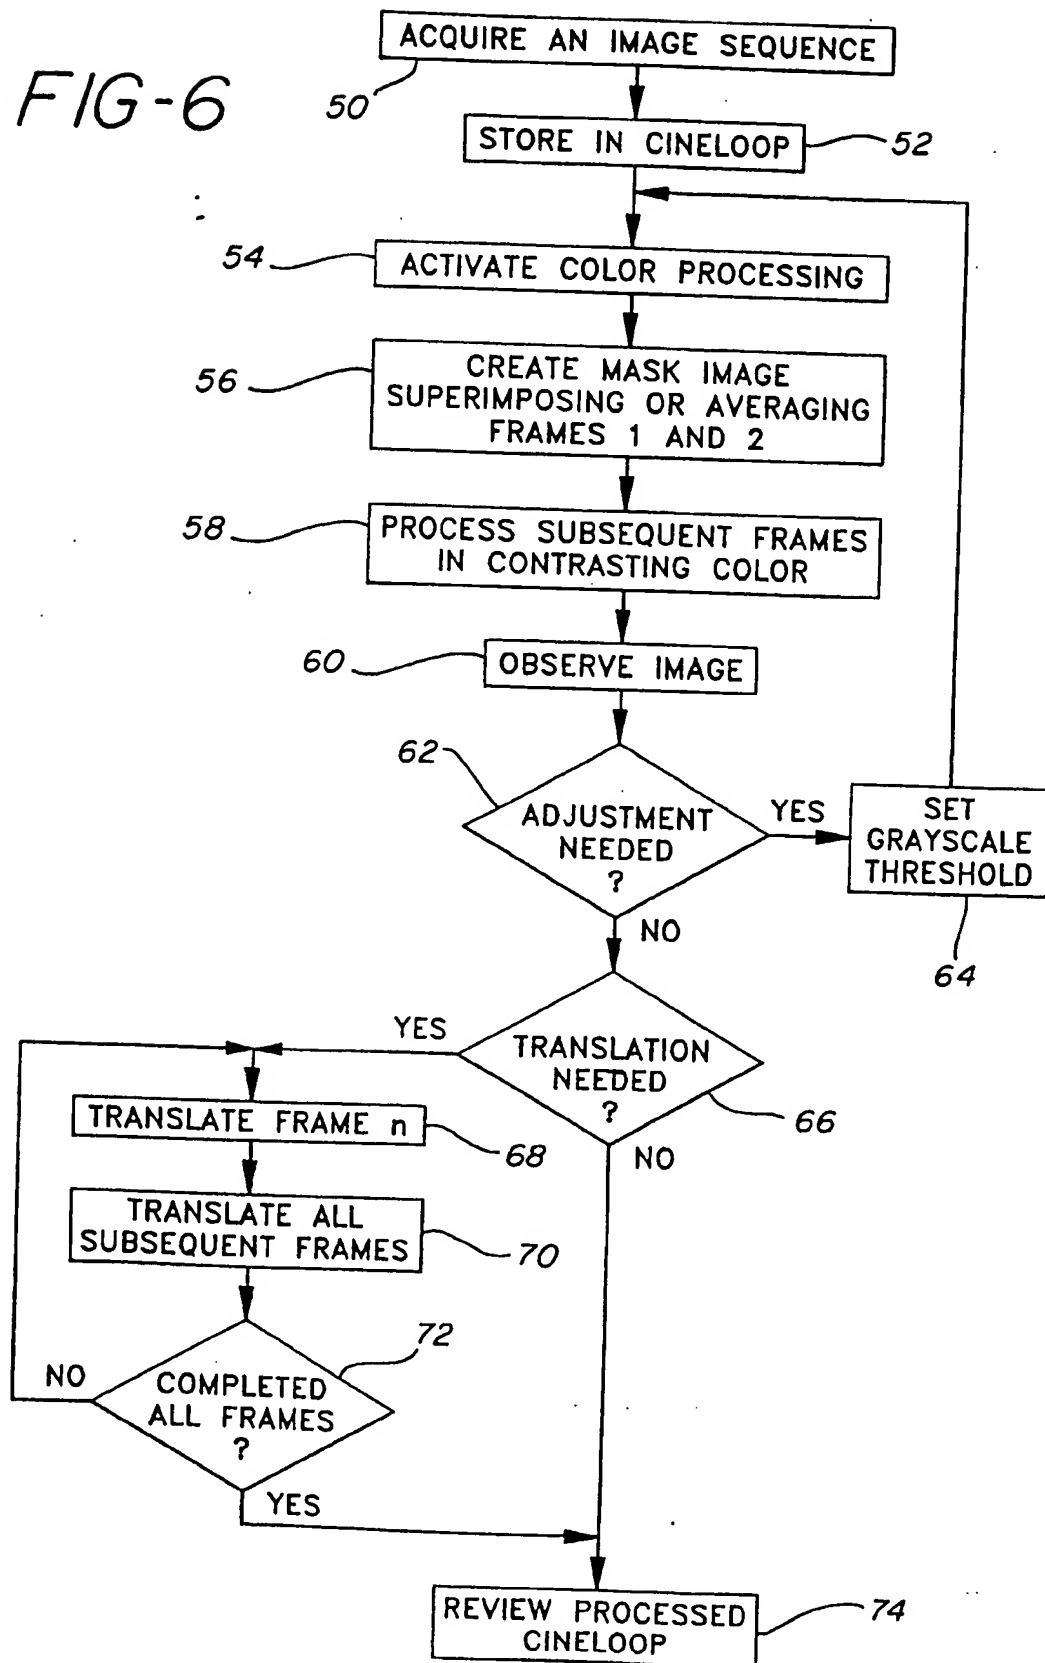 FIG-6
ACQUIRE AN IMAGE SEQUENCE
50
STORE IN CINELOOP
52
54
ACTIVATE COLOR PROCESSING
56
CREATE MASK IMAGE
SUPERIMPOSING OR AVERAGING
FRAMES 1 AND 2
58
PROCESS SUBSEQUENT FRAMES
IN CONTRASTING COLOR
60
OBSERVE IMAGE
62
ADJUSTMENT
NEEDED
?
YES
SET
GRAYSCALE
THRESHOLD
64
NO
YES
TRANSLATION
NEEDED
?
66
NO
TRANSLATE FRAME n
68
TRANSLATE ALL
SUBSEQUENT FRAMES
70
72
NO
COMPLETED
ALL FRAMES
?
YES
REVIEW PROCESSED
CINELOOP
74